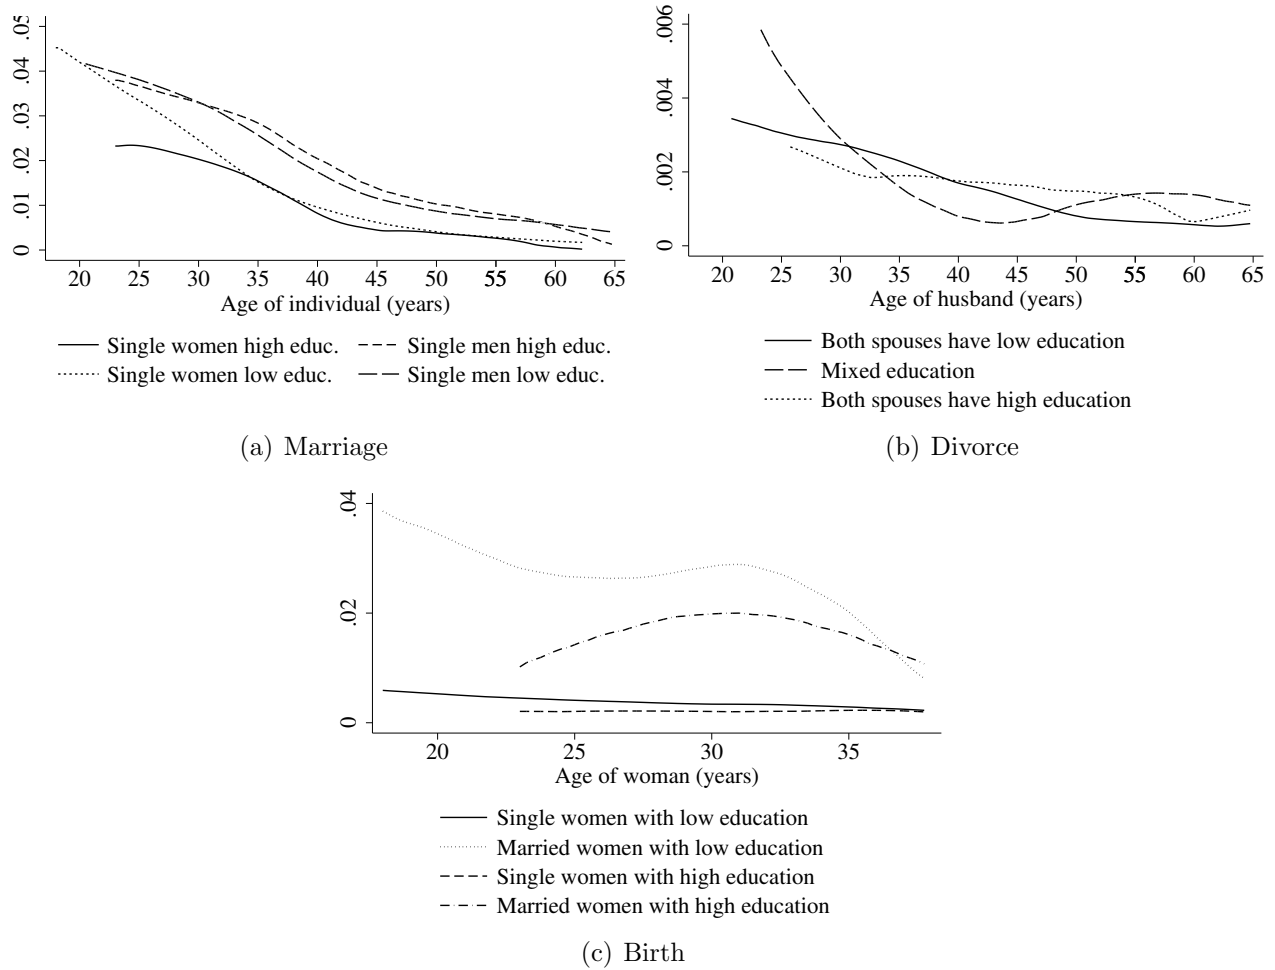 .05
.04
.03
.02
.01
0
20 25 30 35 40 45 50 55 60 65
Age of individual (years)
Single women high educ. Single men high educ.
Single women low educ. Single men low educ.
(a) Marriage
.006
.004
.002
0
20 25 30 35 40 45 50 55 60 65
Age of husband (years)
Both spouses have low education
Mixed education
Both spouses have high education
(b) Divorce
.04
.02
0
20 25 30 35
Age of woman (years)
Single women with low education
Married women with low education
Single women with high education
Married women with high education
(c) Birth